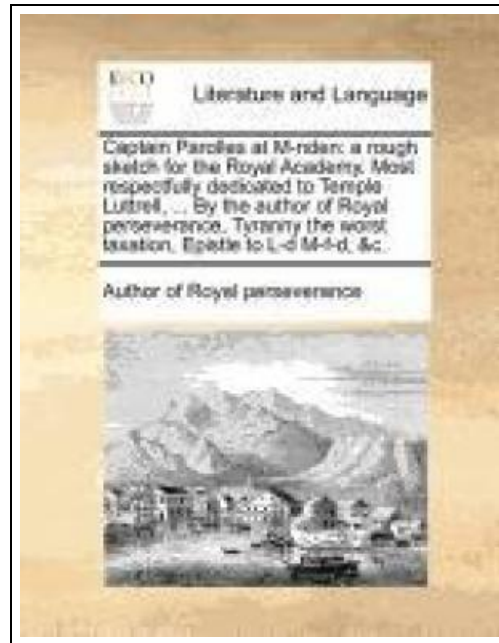 ECCO
Literature and Language
Captain Parolles at M-nden: a rough
sketch for the Royal Academy. Most
respectfully dedicated to Temple
Luttrell, ... By the author of Royal
perseverance, Tyranny the worst
taxation, Epistle to L-d M-f-d, &c.
Author of Royal perseverance